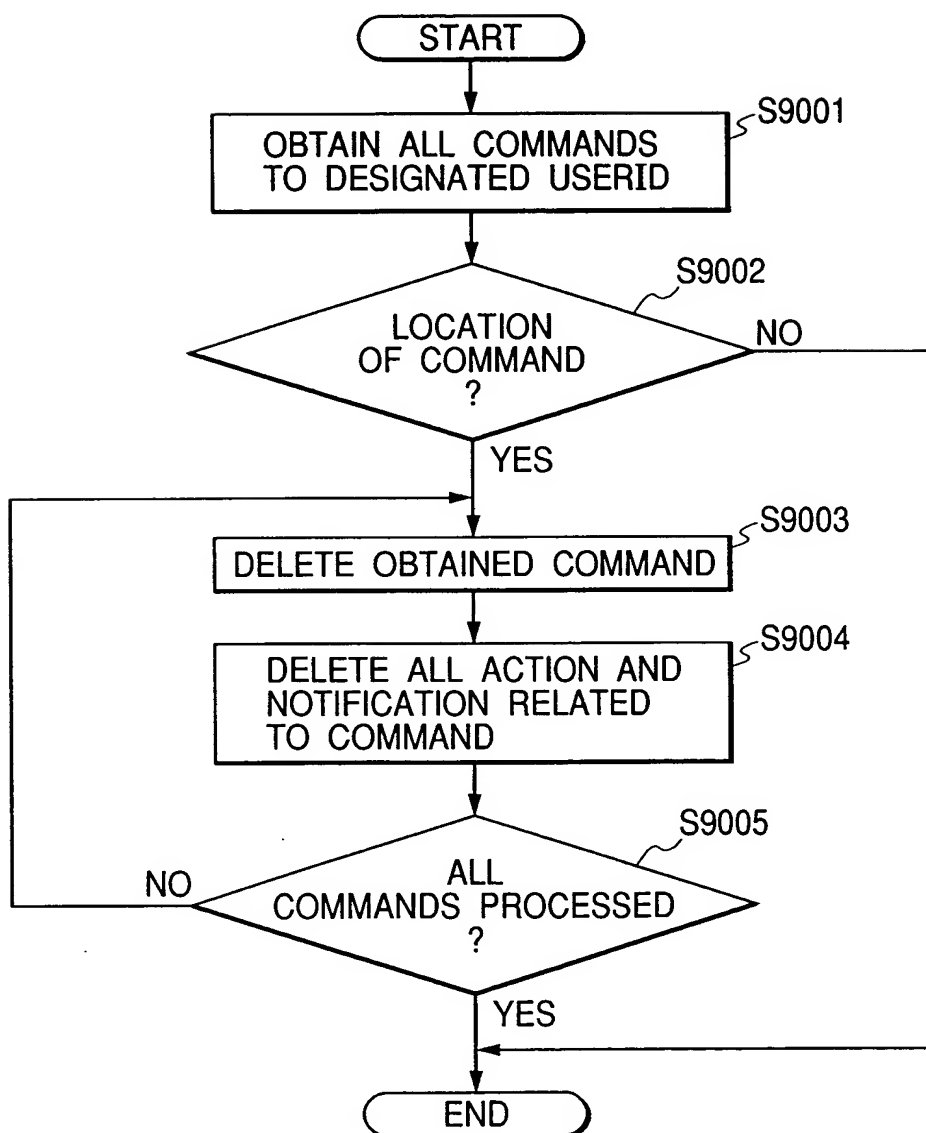 START
S9001
OBTAIN ALL COMMANDS
TO DESIGNATED USERID
S9002
LOCATION
OF COMMAND
?
NO
YES
S9003
DELETE OBTAINED COMMAND
S9004
DELETE ALL ACTION AND
NOTIFICATION RELATED
TO COMMAND
S9005
ALL
COMMANDS PROCESSED
?
NO
YES
END